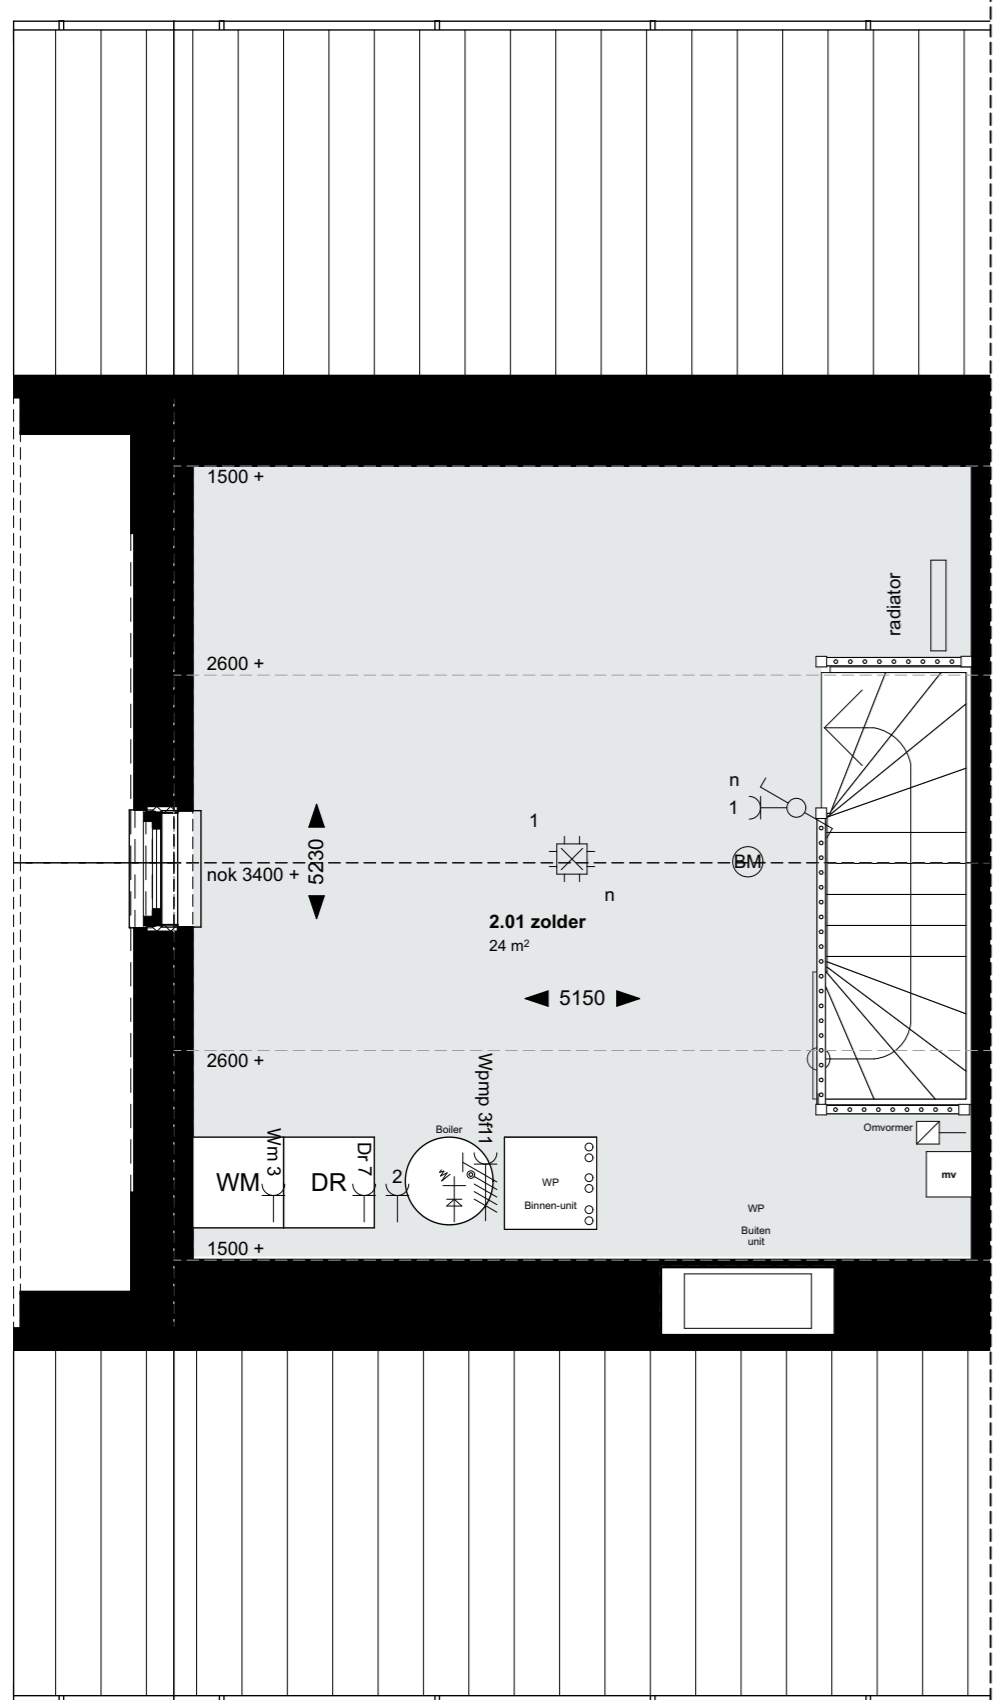 1500 +
radiator
2600 +
n
1
1
BM
nok 3400 +
5230
n
2.01 zolder
24 m²
5150
2600 +
Wpmp 3f11
Omvormer
Boiler
Wm 3
Dr 7
WM
DR
2
WP
Binnen-unit
mv
WP
Buiten
unit
1500 +